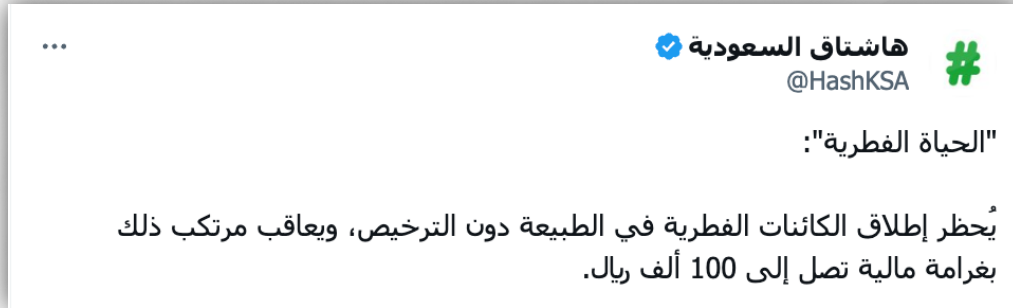 هاشتاق السعودية
@HashKSA
"الحياة الفطرية":
يُحظر إطلاق الكائنات الفطرية في الطبيعة دون الترخيص، ويعاقب مرتكب ذلك
بغرامة مالية تصل إلى 100 ألف ريال.